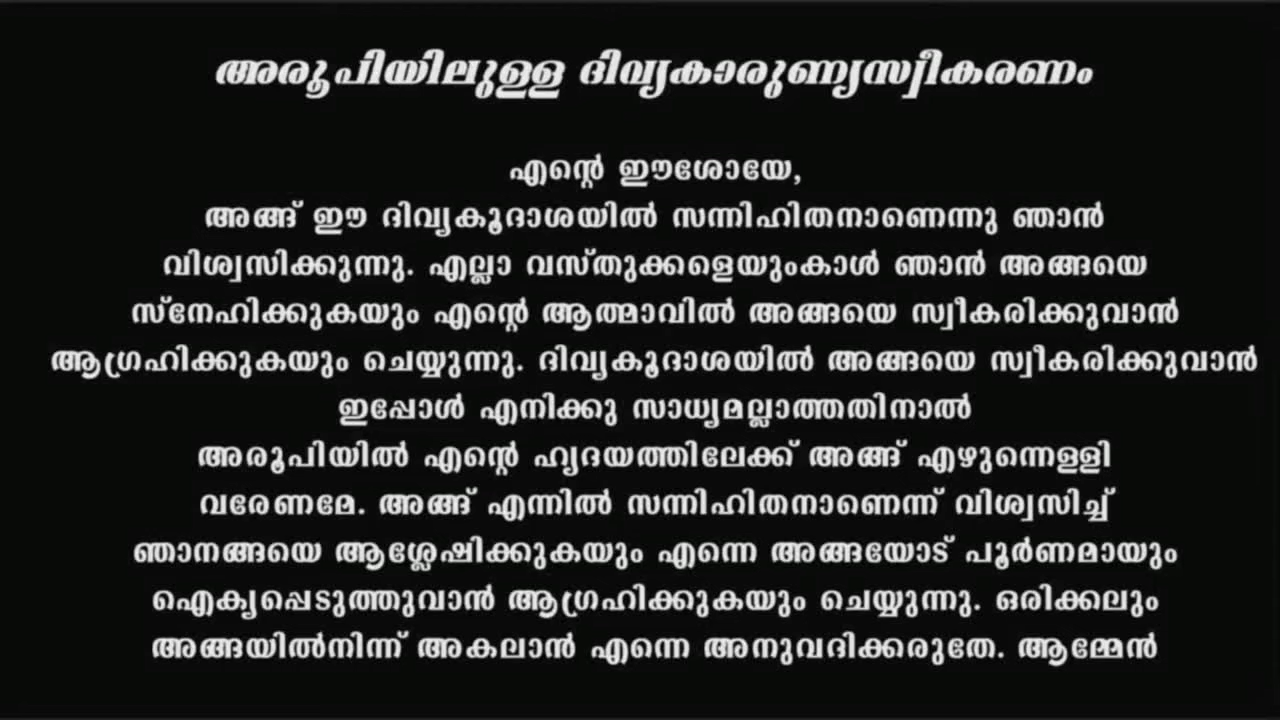 അരൂപിയിലുള്ള ദിവ്യകാരുണ്യസ്വീകരണം
എന്റെ ഈശോയേ,
അങ്ങ് ഈ ദിവ്യകൂദാശയിൽ സന്നിഹിതനാണെന്നു ഞാൻ
വിശ്വസിക്കുന്നു. എല്ലാ വസ്തുക്കളെയുംകാൾ ഞാൻ അങ്ങയെ
സ്നേഹിക്കുകയും എന്റെ ആത്മാവിൽ അങ്ങയെ സ്വീകരിക്കുവാൻ
ആഗ്രഹിക്കുകയും ചെയ്യുന്നു. ദിവ്യകൂദാശയിൽ അങ്ങയെ സ്വീകരിക്കുവാൻ
ഇപ്പോൾ എനിക്കു സാധ്യമല്ലാത്തതിനാൽ
അരൂപിയിൽ എന്റെ ഹൃദയത്തിലേക്ക് അങ്ങ് എഴുന്നെള്ളി
വരേണമേ. അങ്ങ് എന്നിൽ സന്നിഹിതനാണെന്ന് വിശ്വസിച്ച്
ഞാനങ്ങയെ ആശ്ലേഷിക്കുകയും എന്നെ അങ്ങയോട് പൂർണമായും
ഐക്യപ്പെടുത്തുവാൻ ആഗ്രഹിക്കുകയും ചെയ്യുന്നു. ഒരിക്കലും
അങ്ങയിൽനിന്ന് അകലാൻ എന്നെ അനുവദിക്കരുതേ. ആമ്മേൻ